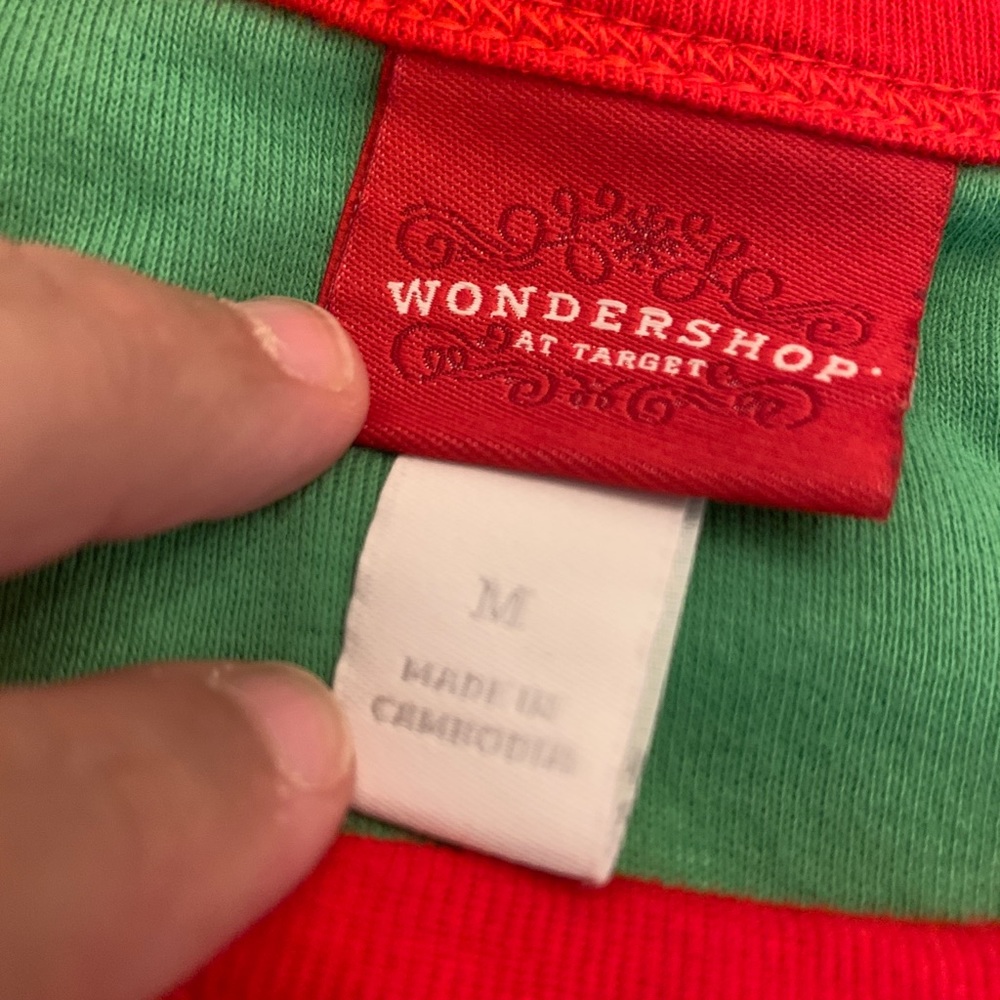 WONDERSHOP
AT TARGET
M
MADE IN
CAMBODIA